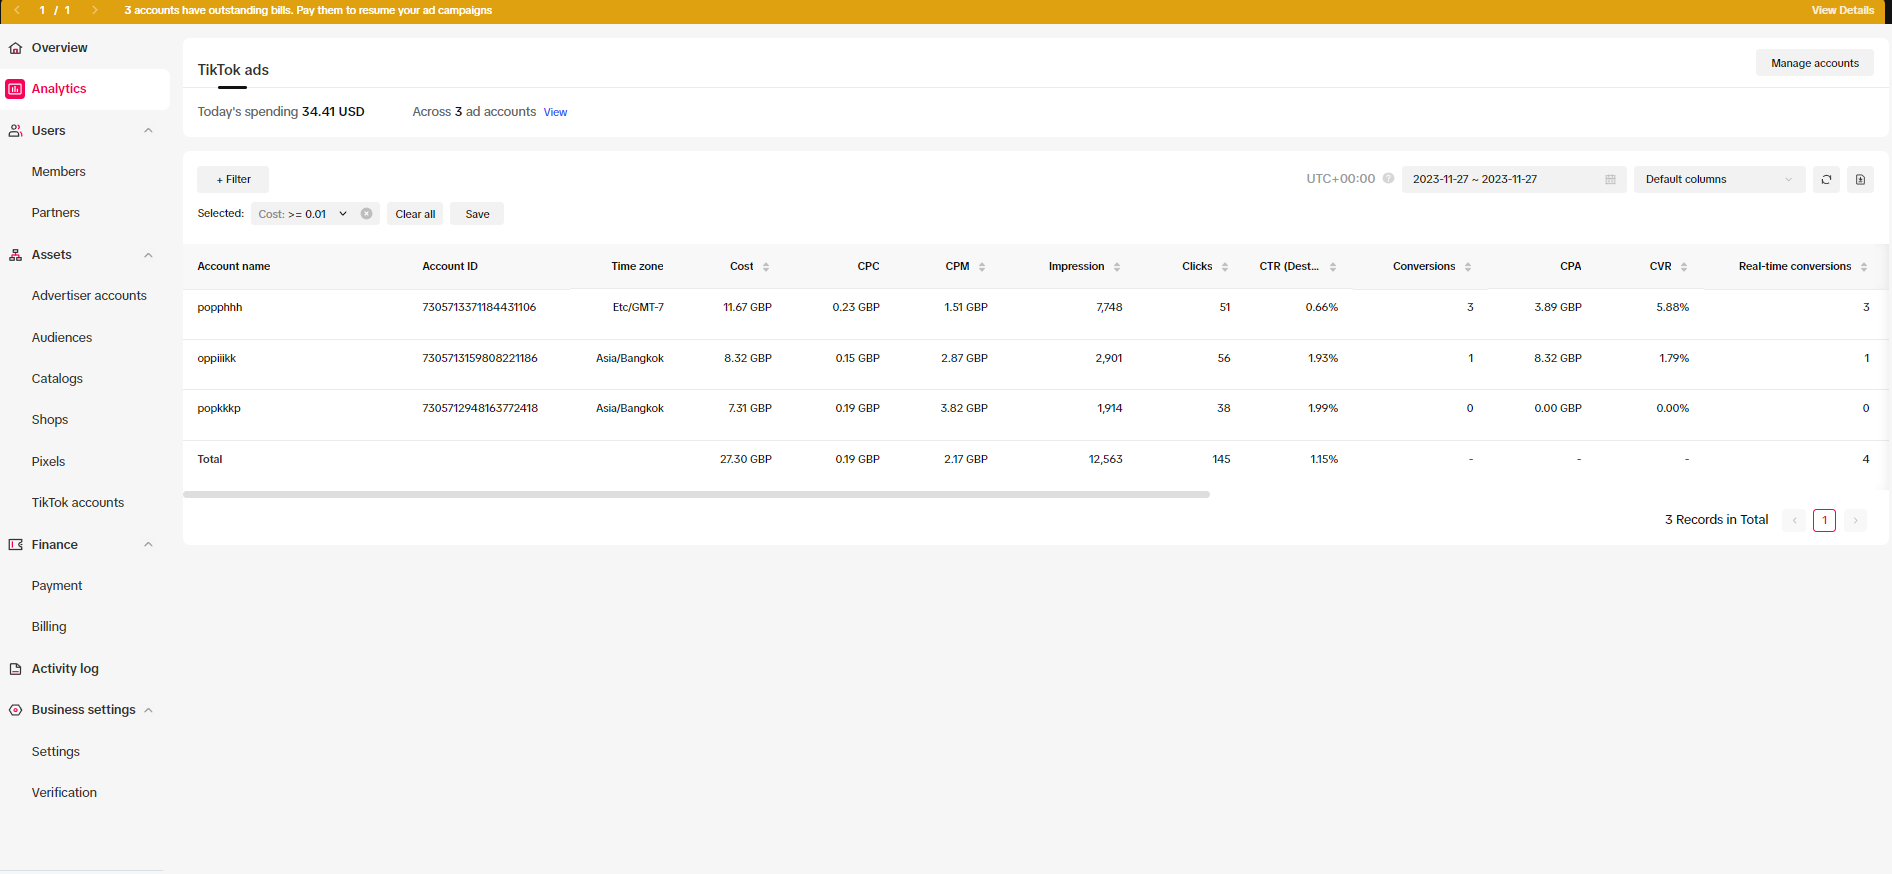 1 / 1 3 accounts have outstanding bills. Pay them to resume your ad campaigns View Details
Overview
Analytics
Users
Members
Partners
Assets
Advertiser accounts
Audiences
Catalogs
Shops
Pixels
TikTok accounts
Finance
Payment
Billing
Activity log
Business settings
Settings
Verification
TikTok ads Manage accounts
Today's spending 34.41 USD Across 3 ad accounts View
+ Filter UTC+00:00 2023-11-27 ~ 2023-11-27 Default columns
Selected: Cost: >= 0.01 Clear all Save
Account name Account ID Time zone Cost CPC CPM Impression Clicks CTR (Dest... Conversions CPA CVR Real-time conversions
popphhh 7305713371184431106 Etc/GMT-7 11.67 GBP 0.23 GBP 1.51 GBP 7,748 51 0.66% 3 3.89 GBP 5.88% 3
oppiiikk 7305713159808221186 Asia/Bangkok 8.32 GBP 0.15 GBP 2.87 GBP 2,901 56 1.93% 1 8.32 GBP 1.79% 1
popkkkp 7305712948163772418 Asia/Bangkok 7.31 GBP 0.19 GBP 3.82 GBP 1,914 38 1.99% 0 0.00 GBP 0.00% 0
Total 27.30 GBP 0.19 GBP 2.17 GBP 12,563 145 1.15% - - - 4
3 Records in Total 1